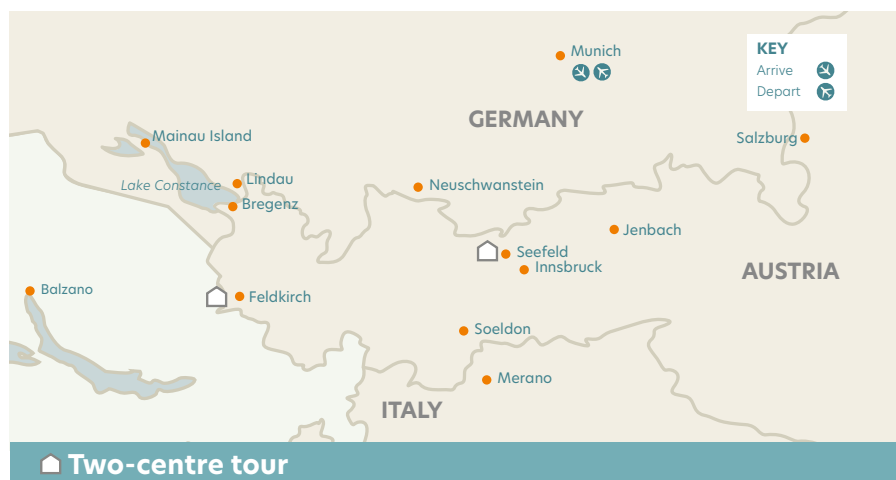 Munich
KEY
Arrive
Depart
GERMANY
Mainau Island
Salzburg
Lake Constance
Lindau
Neuschwanstein
Bregenz
Jenbach
Seefeld
Innsbruck
AUSTRIA
Balzano
Feldkirch
Soeldon
Merano
ITALY
Two-centre tour